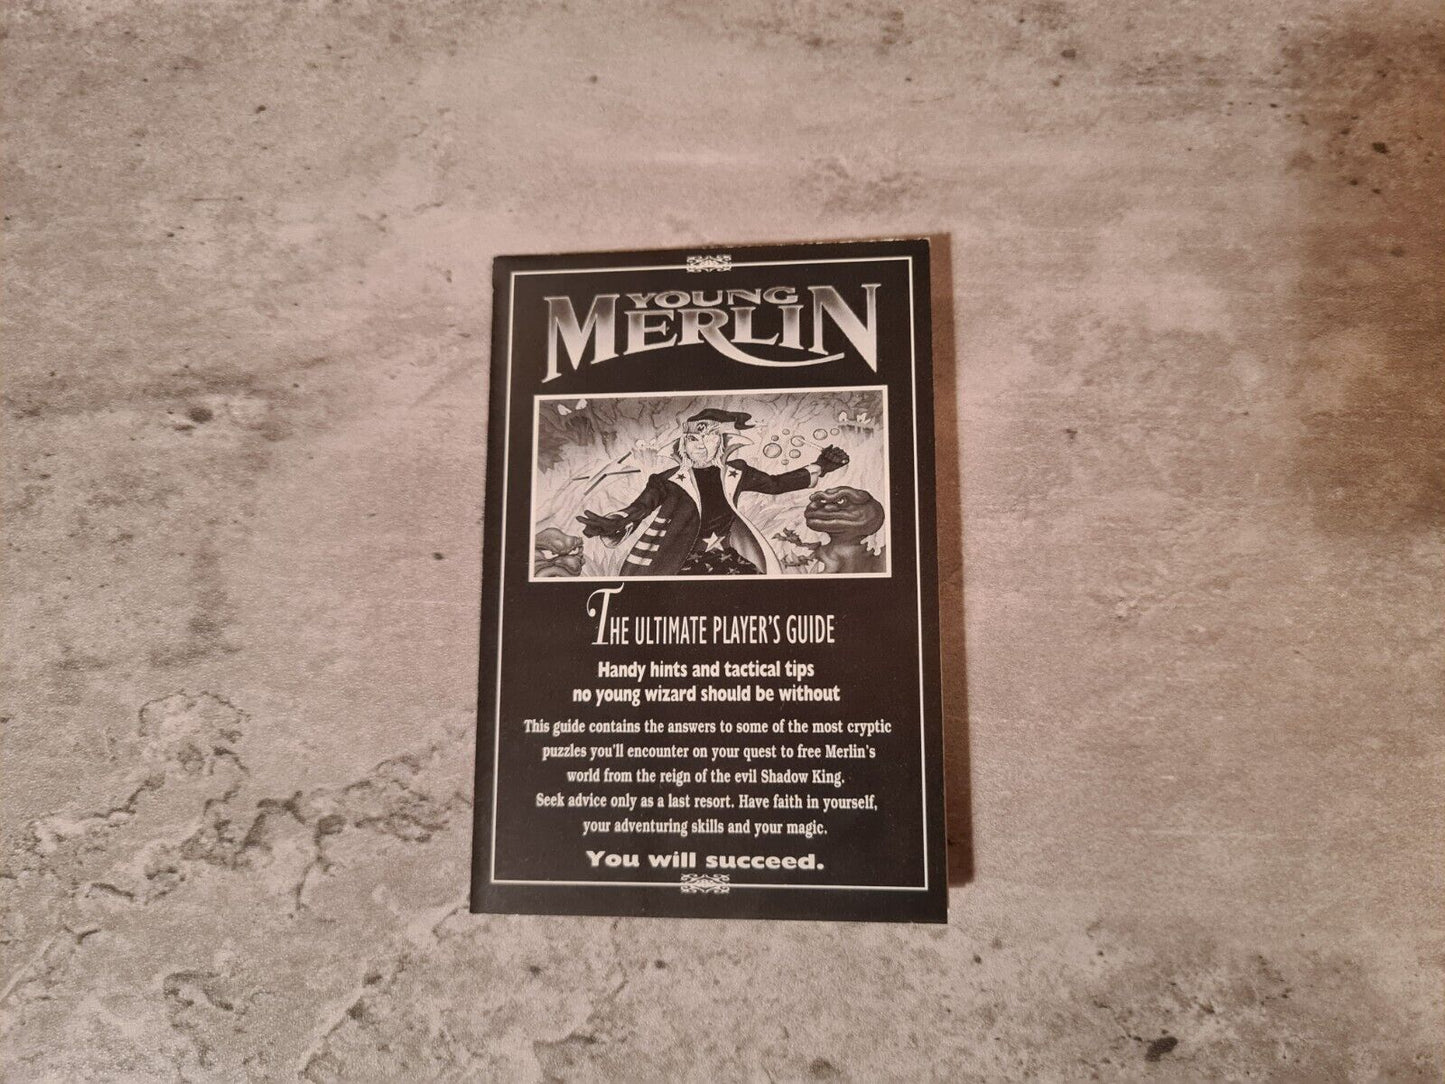 YOUNG
MERLIN
THE ULTIMATE PLAYER'S GUIDE
Handy hints and tactical tips
no young wizard should be without
This guide contains the answers to some of the most cryptic
puzzles you'll encounter on your quest to free Merlin's
world from the reign of the evil Shadow King.
Seek advice only as a last resort. Have faith in yourself,
your adventuring skills and your magic.
You will succeed.